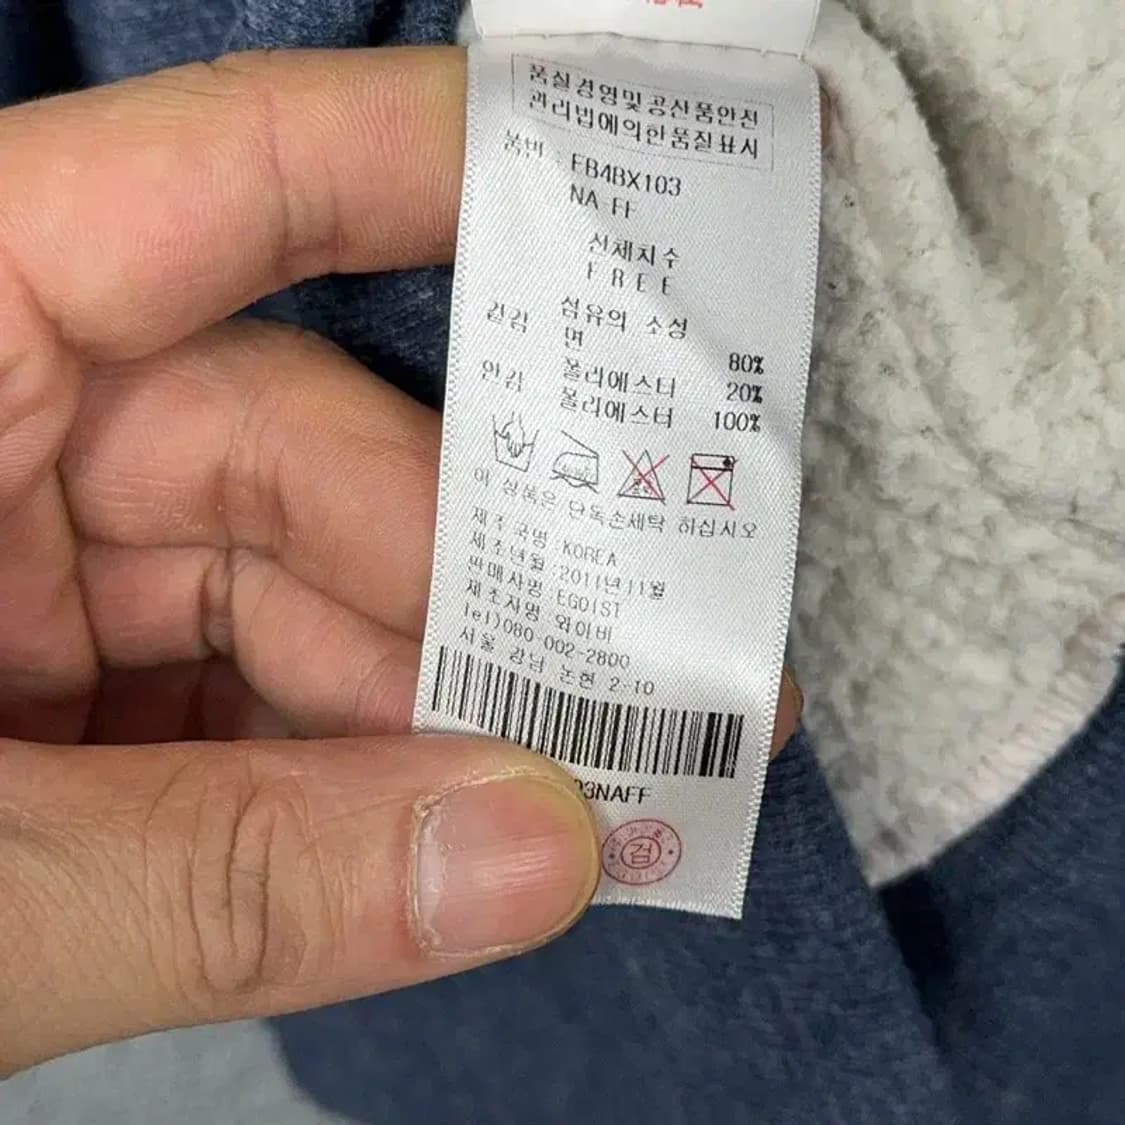 품질경영및공산품안전
관리법에의한품질표시
품번 : EB4BX103
NA FF
신체치수
FREE
섬유의 조성
겉감 면 80%
폴리에스터 20%
안감 폴리에스터 100%
이 상품은 단독손세탁 하십시오
제조국명 :KOREA
제조년월 :2011년11월
판매사명 :EGOIST
제조자명 와이비
Tel)080-002-2800
서울 강남 논현 2-10
03NAFF
검